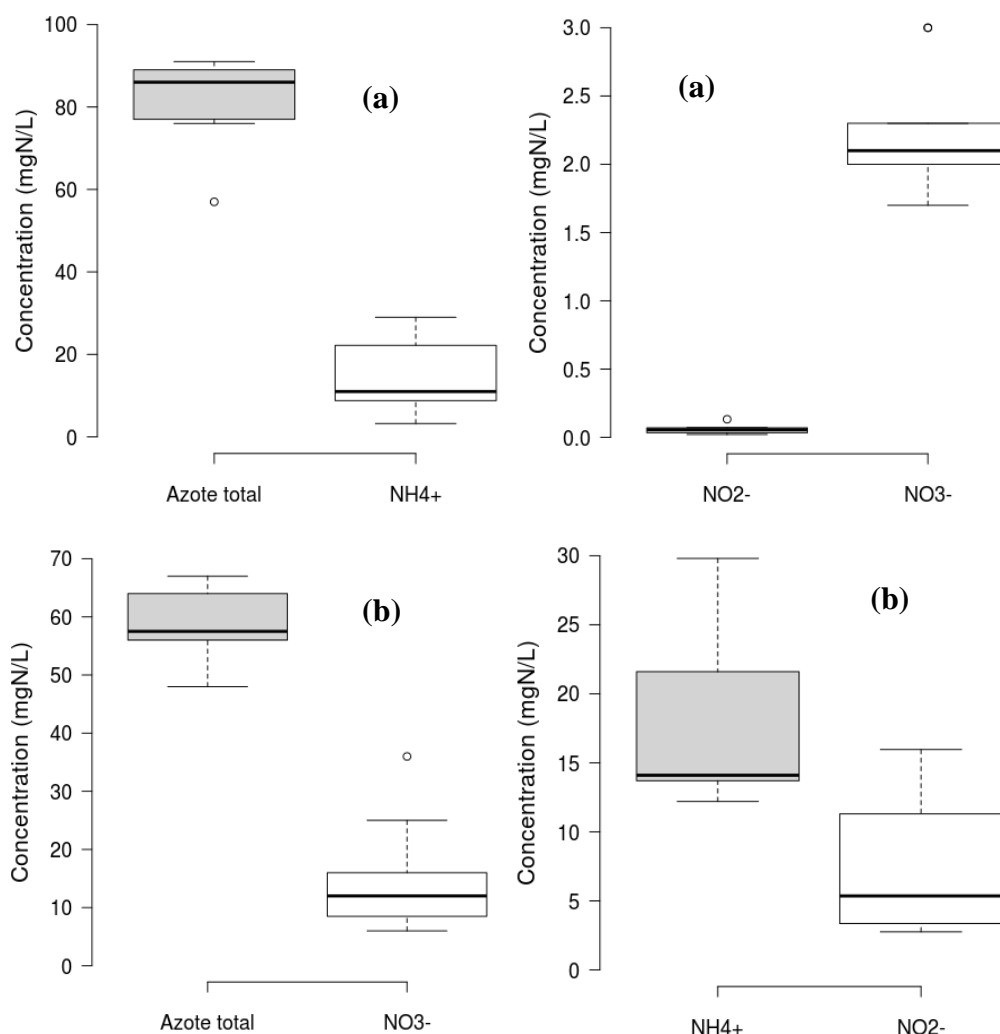 (a)
Concentration (mgN/L)
100
80
60
40
20
0
Azote total NH4+
(a)
Concentration (mgN/L)
3.0
2.5
2.0
1.5
1.0
0.5
0.0
NO2- NO3-
(b)
Concentration (mgN/L)
70
60
50
40
30
20
10
0
Azote total NO3-
(b)
Concentration (mgN/L)
30
25
20
15
10
5
0
NH4+ NO2-